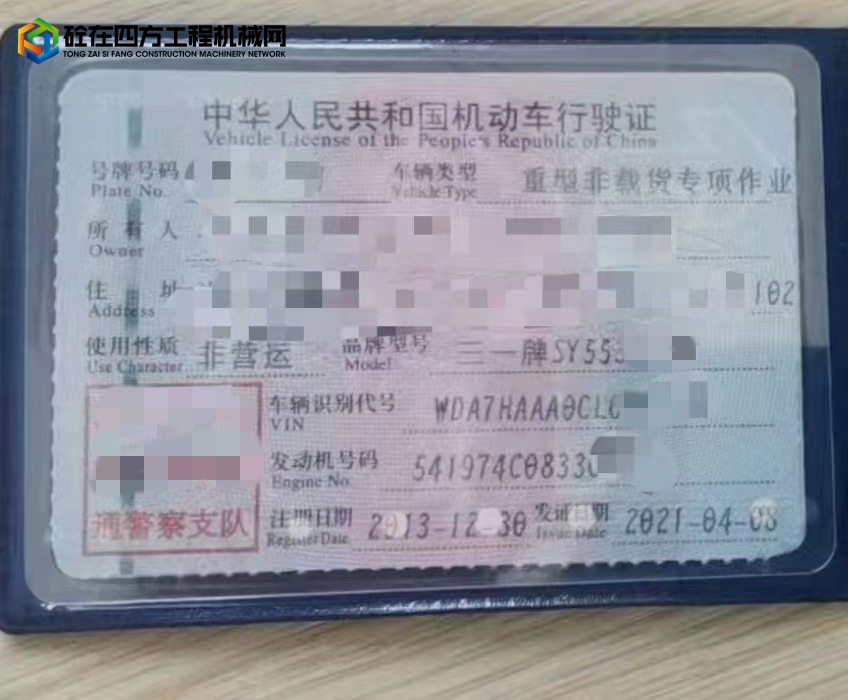 砼在四方工程机械网
TONG ZAI SI FANG CONSTRUCTION MACHINERY NETWORK
中华人民共和国机动车行驶证
Vehicle License of the People's Republic of China
号牌号码 车辆类型 重型非载货专项作业
Plate No. Vehicle Type
所有人
Owner
住址 102
Address
使用性质 非营运 品牌型号 三一牌SY55
Use Character Model
车辆识别代号 WDA7HAAA0CL
VIN
发动机号码 541974C0833
Engine No.
通警察支队 注册日期 2013-12-30 发证日期 2021-04-08
Register Date Issue Date